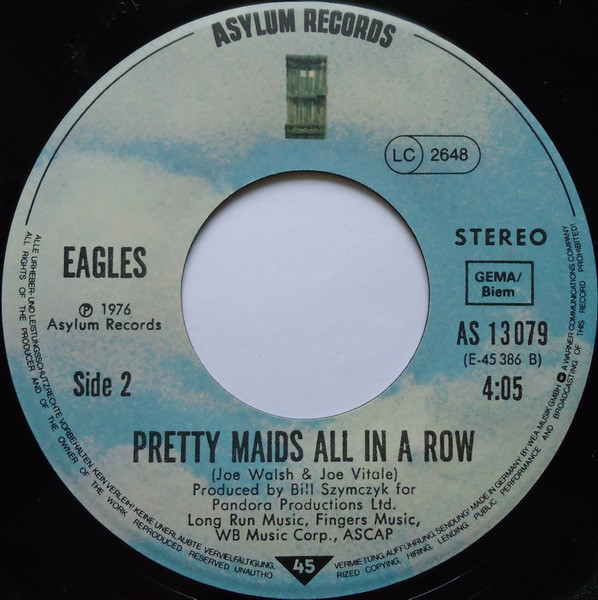 ASYLUM RECORDS
LC 2648
EAGLES
STEREO
GEMA/
Biem
℗ 1976
Asylum Records
AS 13079
(E-45 386 B)
Side 2
4:05
PRETTY MAIDS ALL IN A ROW
(Joe Walsh & Joe Vitale)
Produced by Bill Szymczyk for
Pandora Productions Ltd.
Long Run Music, Fingers Music,
WB Music Corp., ASCAP
45
ALLE URHEBER- UND LEISTUNGSSCHUTZRECHTE VORBEHALTEN. KEIN VERLEIH! KEINE UNERLAUBTE VERVIELFÄLTIGUNG, VERMIETUNG, AUFFÜHRUNG, SENDUNG! MADE IN GERMANY BY WEA MUSIK GMBH A WARNER COMMUNICATIONS COMPANY
ALL RIGHTS OF THE PRODUCER AND OF THE OWNER OF THE WORK REPRODUCED RESERVED. UNAUTHORIZED COPYING, HIRING, LENDING, PUBLIC PERFORMANCE AND BROADCASTING OF THIS RECORD PROHIBITED!